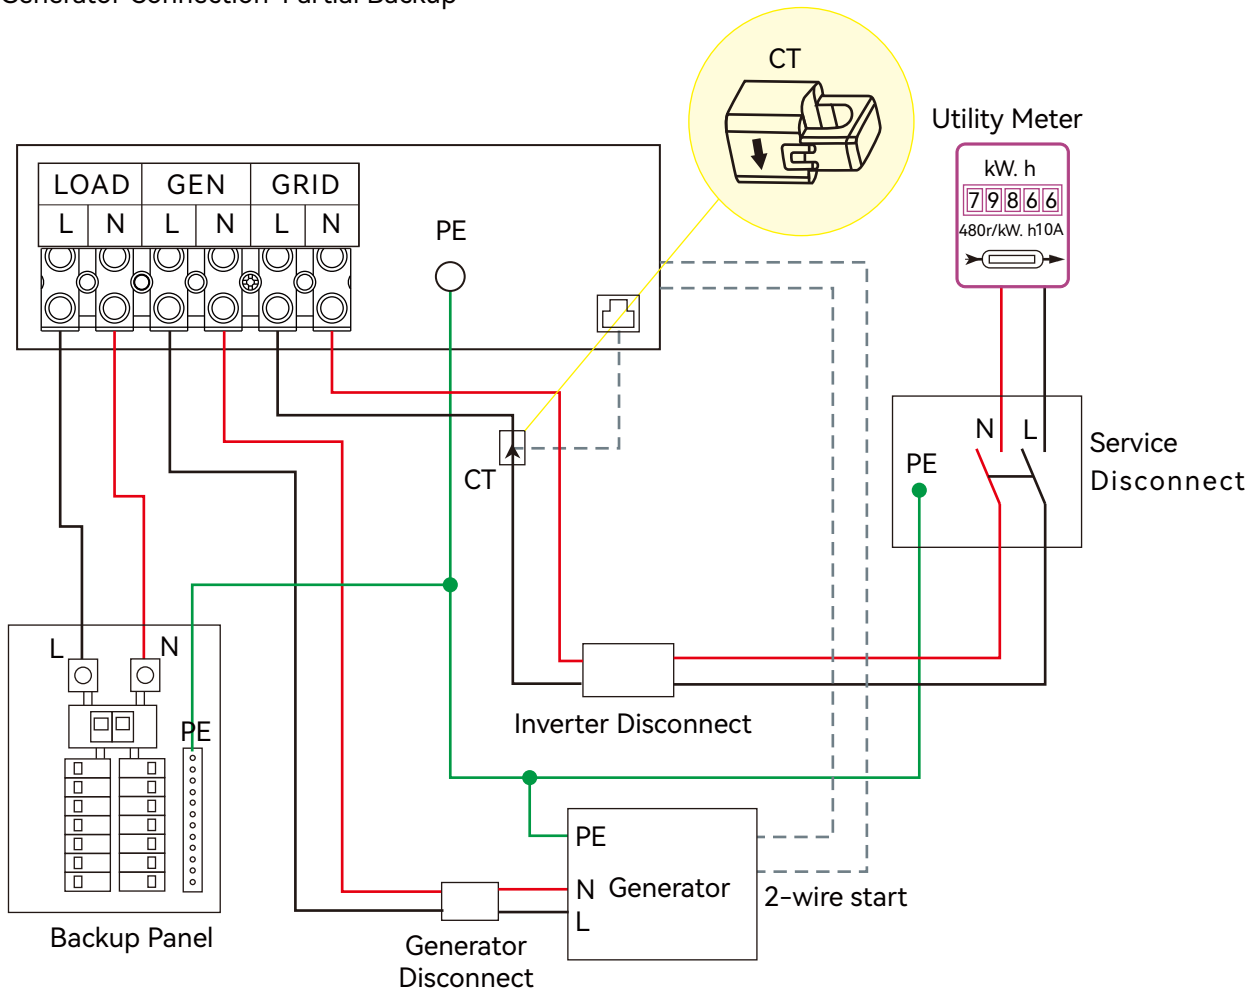 Generator Connection-Partial Backup
CT
Utility Meter
kW. h
79866
480r/kW. h10A
LOAD GEN GRID
L N L N L N
PE
N L
Service
Disconnect
PE
CT
L N
PE
Inverter Disconnect
PE
N Generator
L
2-wire start
Backup Panel
Generator
Disconnect